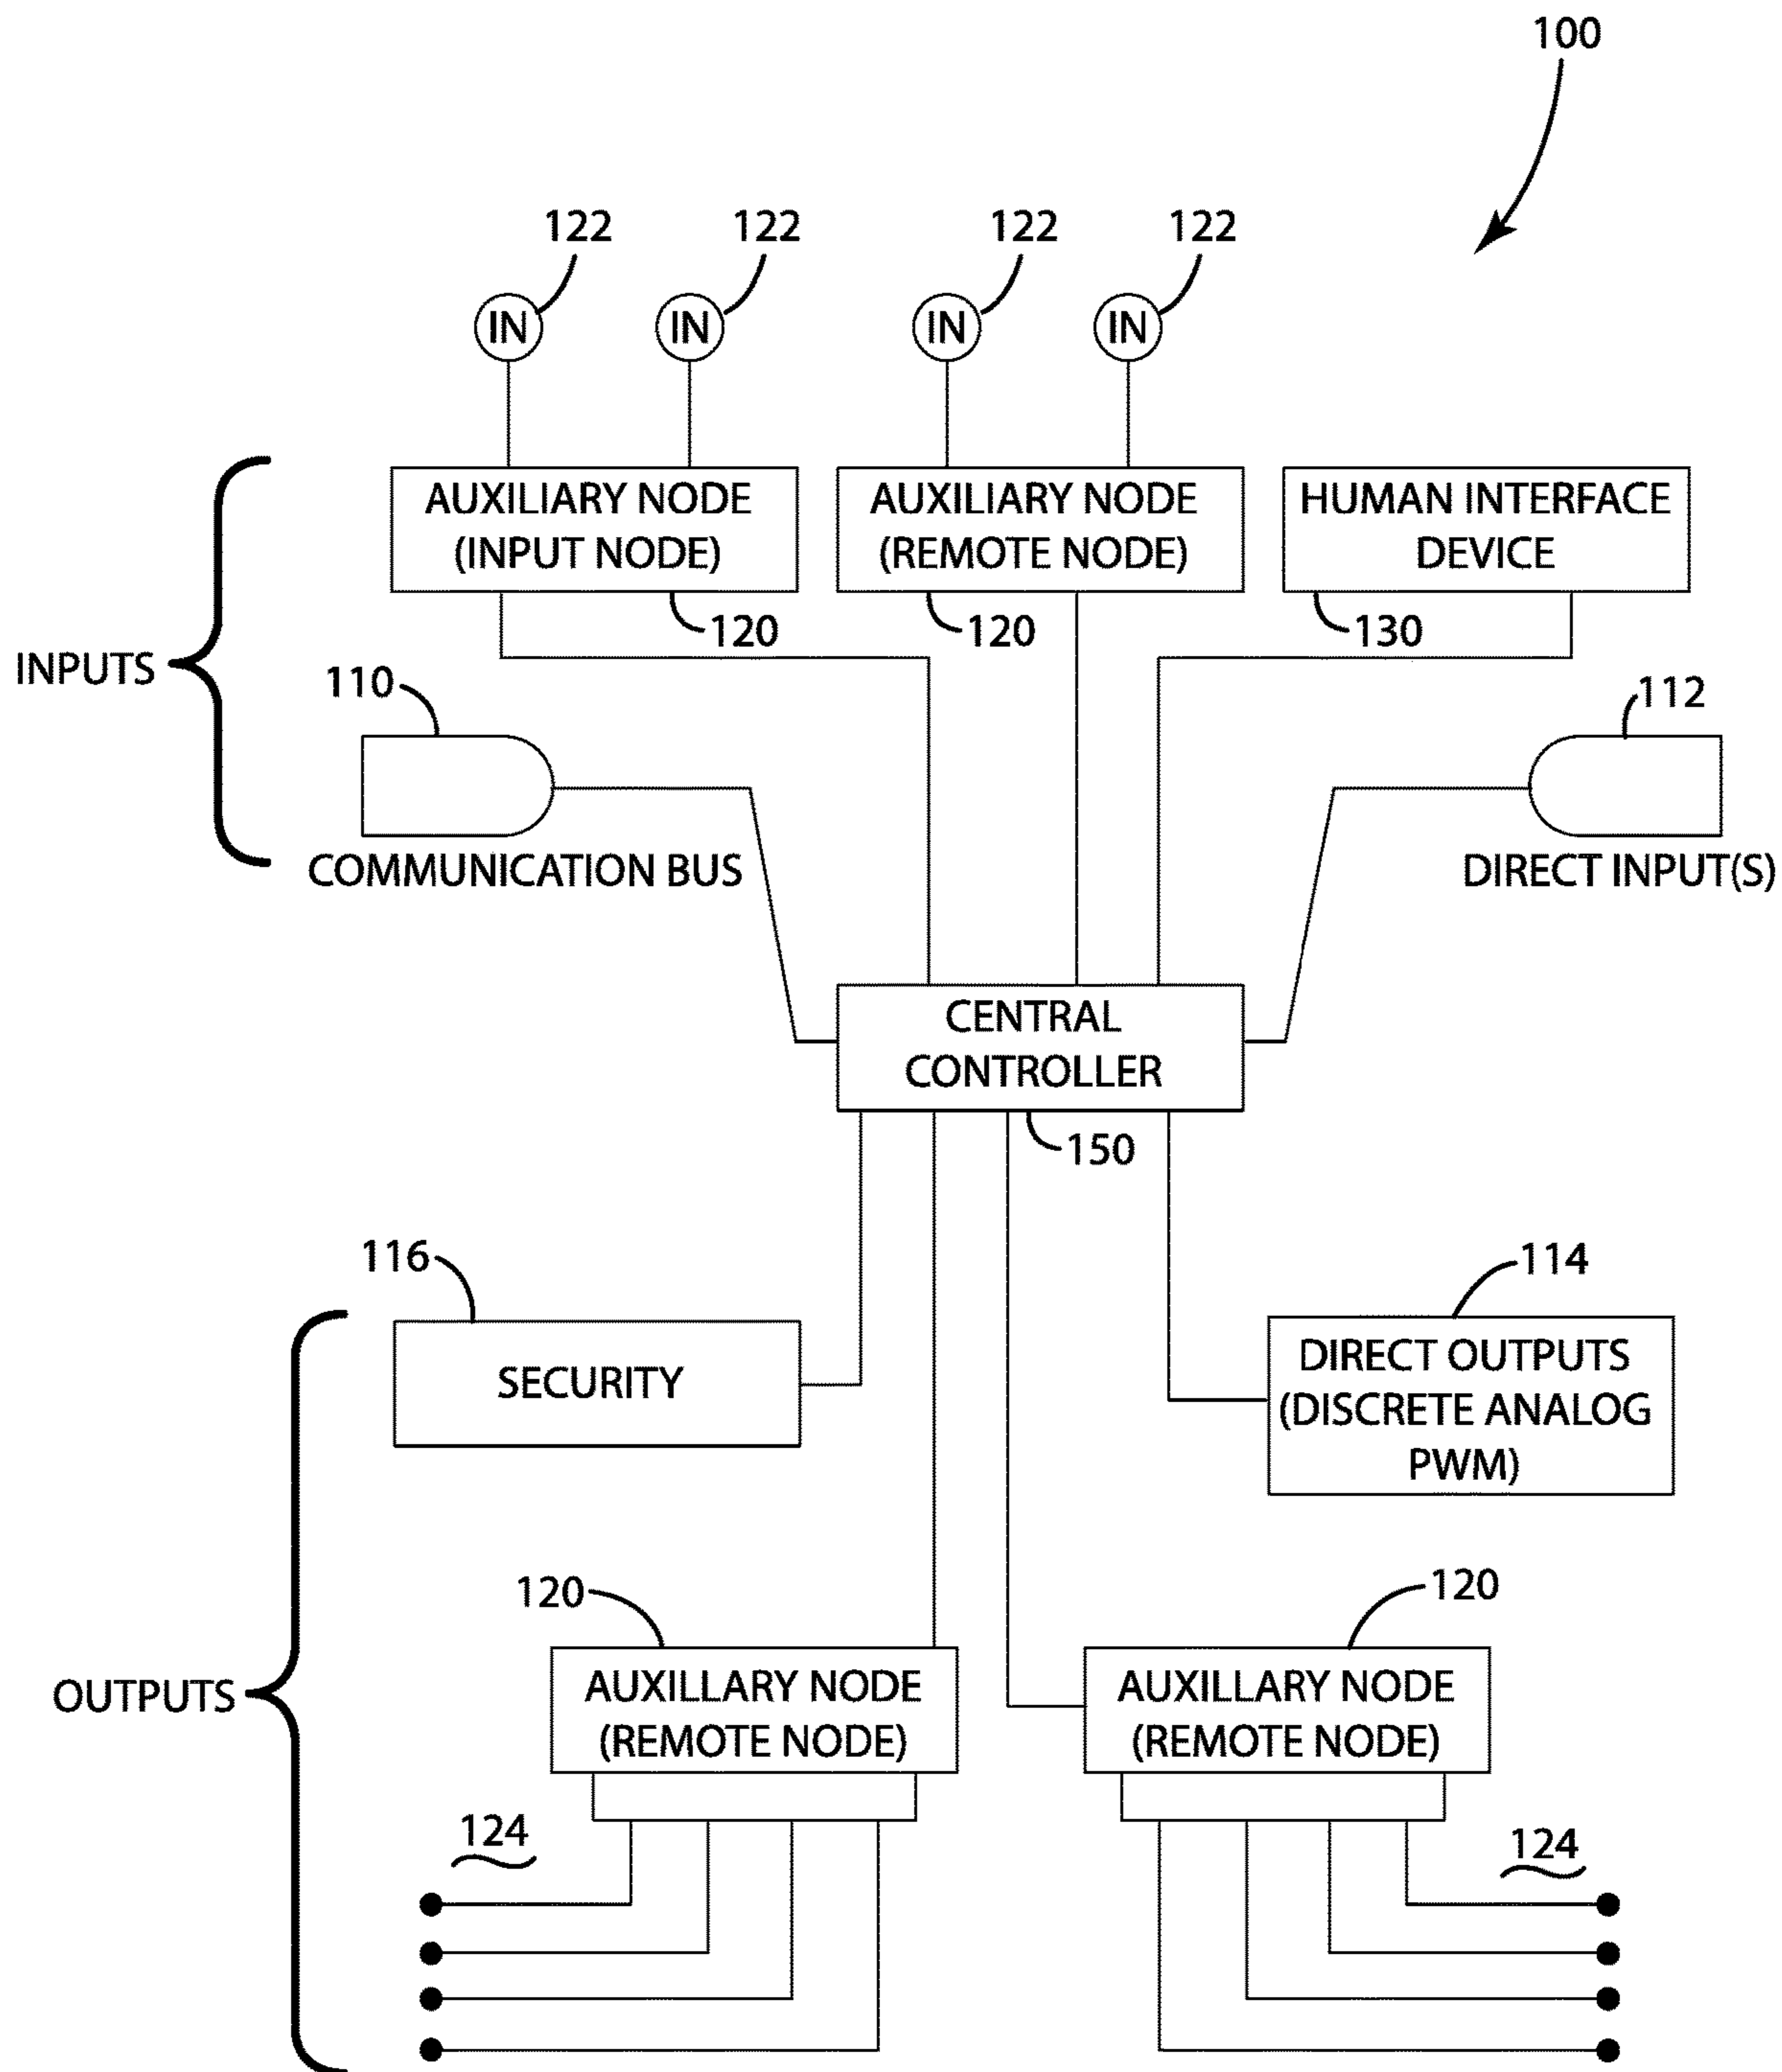 100
122
122
122
122
IN
IN
IN
IN
AUXILIARY NODE
(INPUT NODE)
AUXILIARY NODE
(REMOTE NODE)
HUMAN INTERFACE
DEVICE
120
120
130
INPUTS
110
112
COMMUNICATION BUS
DIRECT INPUT(S)
CENTRAL
CONTROLLER
150
116
114
SECURITY
DIRECT OUTPUTS
(DISCRETE ANALOG
PWM)
120
120
OUTPUTS
AUXILLARY NODE
(REMOTE NODE)
AUXILLARY NODE
(REMOTE NODE)
124
124